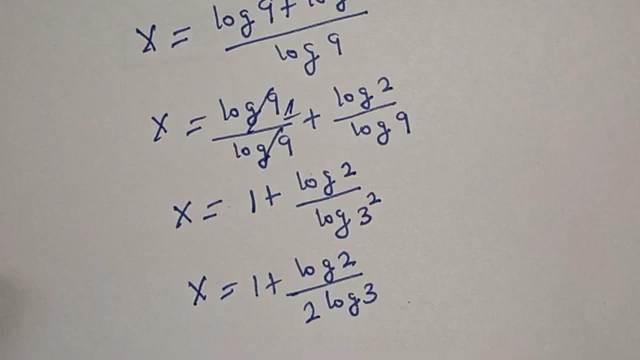 x = (log 9 + log)/(log 9)
x = (log 9)/(log 9) 1 + (log 2)/(log 9)
x = 1 + (log 2)/(log 3²)
x = 1 + (log 2)/(2 log 3)